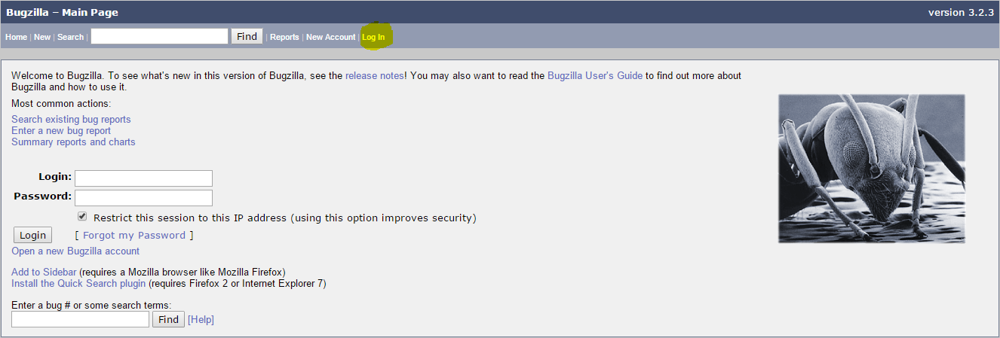 Bugzilla – Main Page version 3.2.3
Home | New | Search | Find | Reports | New Account | Log In
Welcome to Bugzilla. To see what's new in this version of Bugzilla, see the release notes! You may also want to read the Bugzilla User's Guide to find out more about
Bugzilla and how to use it.
Most common actions:
Search existing bug reports
Enter a new bug report
Summary reports and charts
Login:
Password:
Restrict this session to this IP address (using this option improves security)
Login [ Forgot my Password ]
Open a new Bugzilla account
Add to Sidebar (requires a Mozilla browser like Mozilla Firefox)
Install the Quick Search plugin (requires Firefox 2 or Internet Explorer 7)
Enter a bug # or some search terms:
Find [Help]